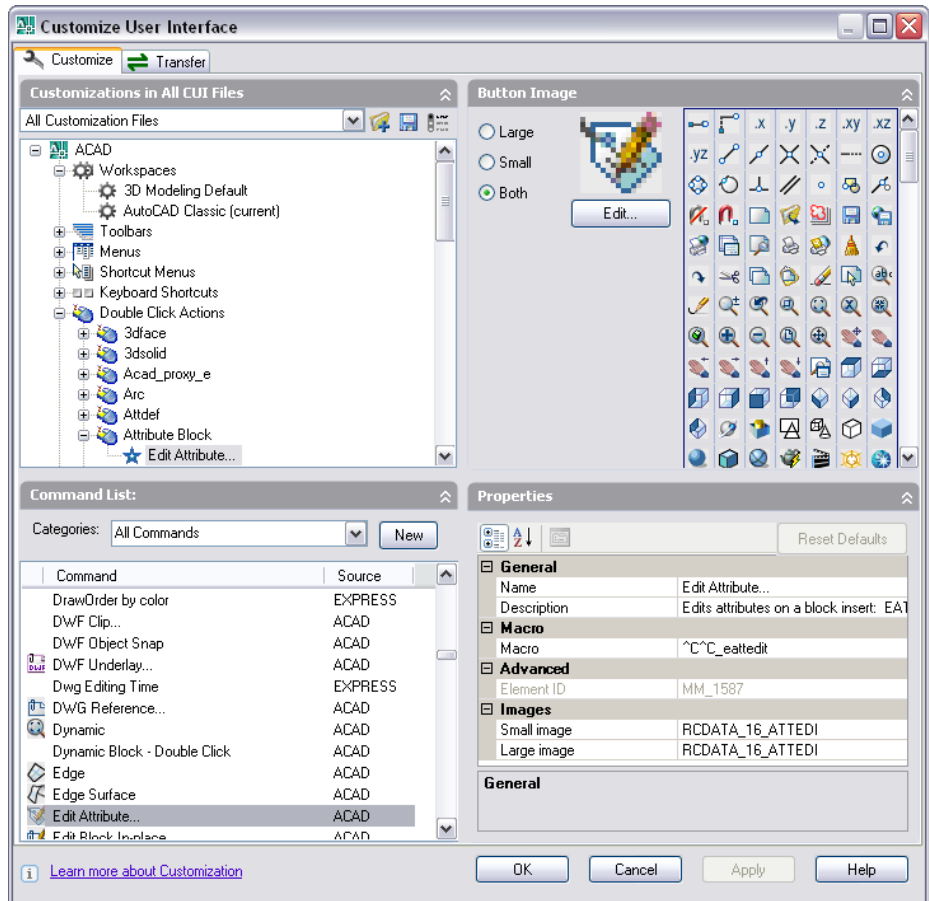 Customize User Interface
Customize Transfer
Customizations in All CUI Files
All Customization Files
ACAD
Workspaces
3D Modeling Default
AutoCAD Classic (current)
Toolbars
Menus
Shortcut Menus
Keyboard Shortcuts
Double Click Actions
3dface
3dsolid
Acad_proxy_e
Arc
Attdef
Attribute Block
Edit Attribute...
Button Image
Large
Small
Both
Edit...
.x .y .z .xy .xz
.yz
Command List:
Categories: All Commands New
Command Source
DrawOrder by color EXPRESS
DWF Clip... ACAD
DWF Object Snap ACAD
DWF Underlay... ACAD
Dwg Editing Time EXPRESS
DWG Reference... ACAD
Dynamic ACAD
Dynamic Block - Double Click ACAD
Edge ACAD
Edge Surface ACAD
Edit Attribute... ACAD
Edit Block In-place ACAD
Properties
Reset Defaults
General
Name Edit Attribute...
Description Edits attributes on a block insert: EAT
Macro
Macro ^C^C_eattedit
Advanced
Element ID MM_1587
Images
Small image RCDATA_16_ATTEDI
Large image RCDATA_16_ATTEDI
General
Learn more about Customization
OK Cancel Apply Help